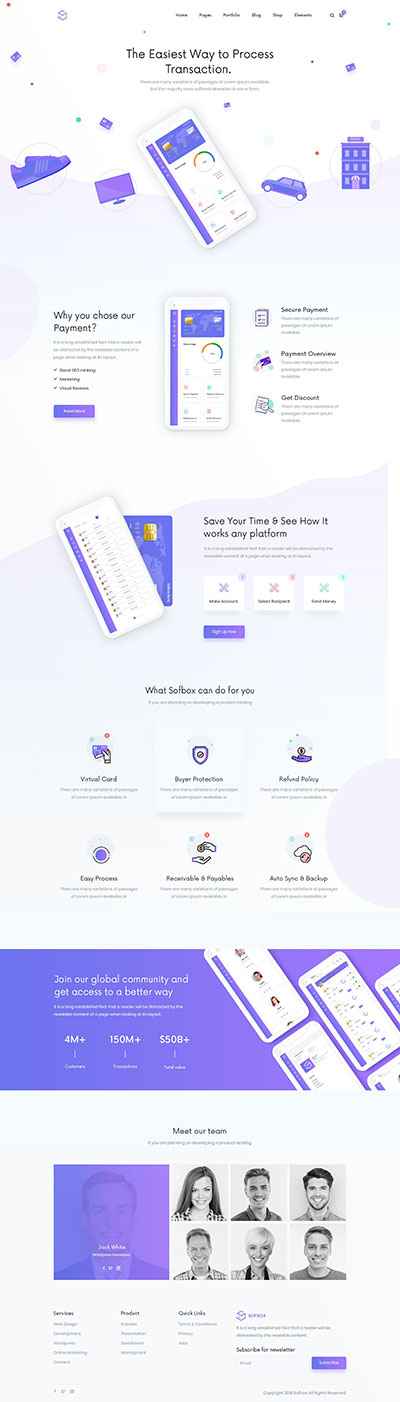 Home Pages Portfolio Blog Shop Elements
The Easiest Way to Process
Transaction.
There are many variations of passages of Lorem Ipsum available,
but the majority have suffered alteration in some form.
Why you chose our
Payment?
It is a long established fact that a reader will
be distracted by the readable content of a
page when looking at its layout.
Boost SEO ranking
Marketing
Visual Reviews
Read More
Secure Payment
There are many variations of
passages of Lorem Ipsum
available.
Payment Overview
There are many variations of
passages of Lorem Ipsum
available.
Get Discount
There are many variations of
passages of Lorem Ipsum
available.
Save Your Time & See How It
works any platform
It is a long established fact that a reader will be distracted by the
readable content of a page when looking at its layout.
1 2 3
Make Account Select Recipient Send Money
Sign up now
What Sofbox can do for you
If you are planning on developing a product landing
Virtual Card
There are many variations of passages
of Lorem Ipsum available, in
Buyer Protection
There are many variations of passages
of Lorem Ipsum available, in
Refund Policy
There are many variations of passages
of Lorem Ipsum available, in
Easy Process
There are many variations of passages
of Lorem Ipsum available, in
Receivable & Payables
There are many variations of passages
of Lorem Ipsum available, in
Auto Sync & Backup
There are many variations of passages
of Lorem Ipsum available, in
Join our global community and
get access to a better way
It is a long established fact that a reader will be distracted by the
readable content of a page when looking at its layout.
4M+ 150M+ $50B+
Customers Transactions Total value
Meet our team
If you are planning on developing a product landing
Jack White
Wordpress Developer
Services
Web Design
Development
Wordpress
Online Marketing
Content
Product
E-books
Presentation
Dashboard
Managment
Quick Links
Terms & Conditions
Privacy
Jobs
SOFBOX
It is a long established fact that a reader will be
distracted by the readable content.
Subscribe for newsletter
Email Subscribe
Copyright 2018 Sofbox All Rights Reserved.